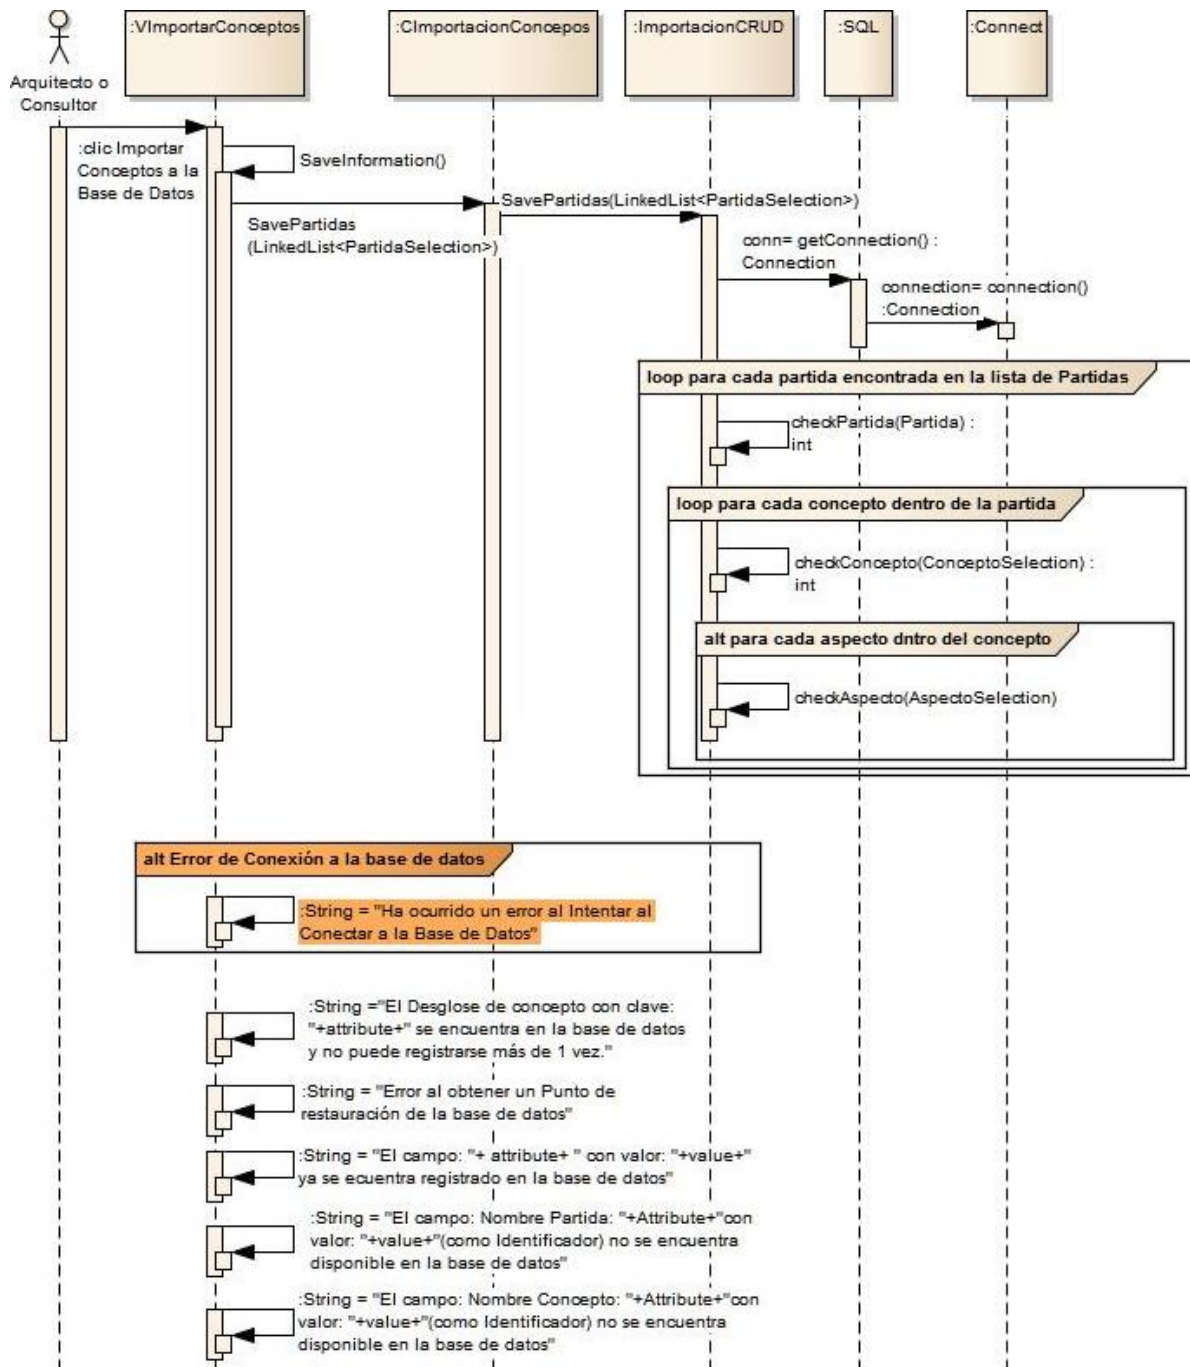 :VImportarConceptos
:CImportacionConcepos
:ImportacionCRUD
:SQL
:Connect
Arquitecto o
Consultor
:clic Importar
Conceptos a la
Base de Datos
SaveInformation()
SavePartidas
(LinkedList<PartidaSelection>)
SavePartidas(LinkedList<PartidaSelection>)
conn= getConnection() :
Connection
connection= connection()
:Connection
loop para cada partida encontrada en la lista de Partidas
checkPartida(Partida) :
int
loop para cada concepto dentro de la partida
checkConcepto(ConceptoSelection) :
int
alt para cada aspecto dntro del concepto
checkAspecto(AspectoSelection)
alt Error de Conexión a la base de datos
:String = "Ha ocurrido un error al Intentar al
Conectar a la Base de Datos"
:String ="El Desglose de concepto con clave:
"+attribute+" se encuentra en la base de datos
y no puede registrarse más de 1 vez."
:String = "Error al obtener un Punto de
restauración de la base de datos"
:String = "El campo: "+ attribute+ " con valor: "+value+"
ya se ecuentra registrado en la base de datos"
:String = "El campo: Nombre Partida: "+Attribute+"con
valor: "+value+"(como Identificador) no se encuentra
disponible en la base de datos"
:String = "El campo: Nombre Concepto: "+Attribute+"con
valor: "+value+"(como Identificador) no se encuentra
disponible en la base de datos"